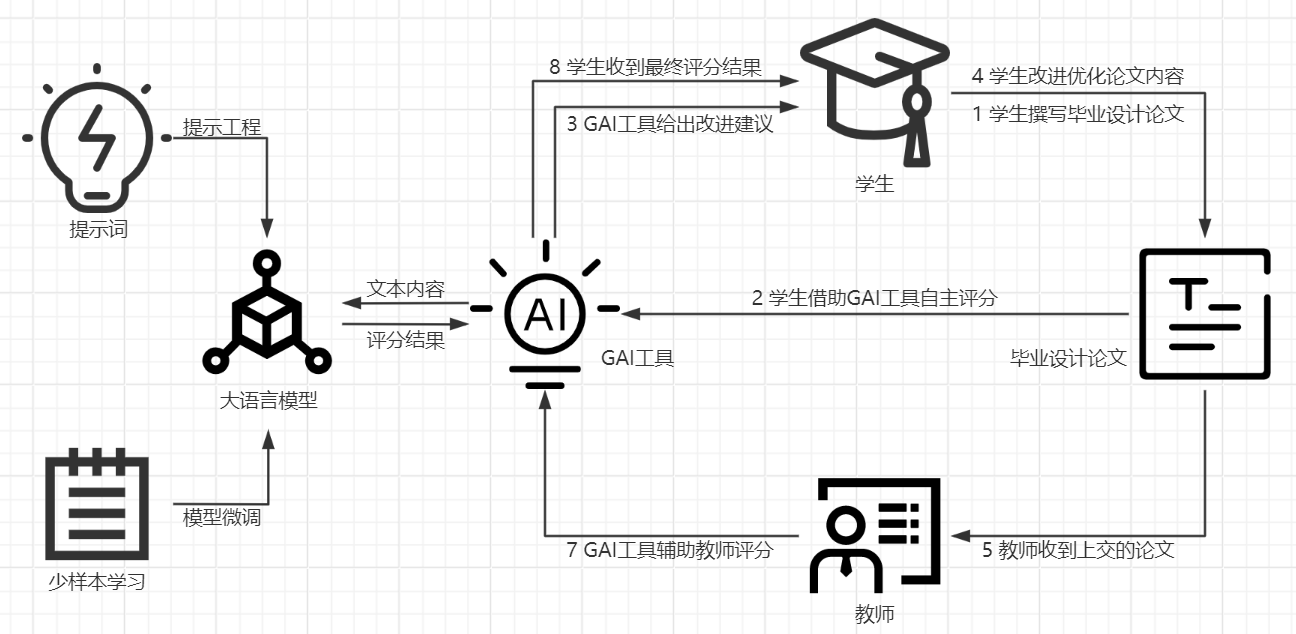 8 学生收到最终评分结果
4 学生改进优化论文内容
1 学生撰写毕业设计论文
3 GAI工具给出改进建议
提示工程
学生
提示词
文本内容
2 学生借助GAI工具自主评分
AI
T
评分结果
GAI工具
毕业设计论文
大语言模型
模型微调
7 GAI工具辅助教师评分
5 教师收到上交的论文
少样本学习
教师